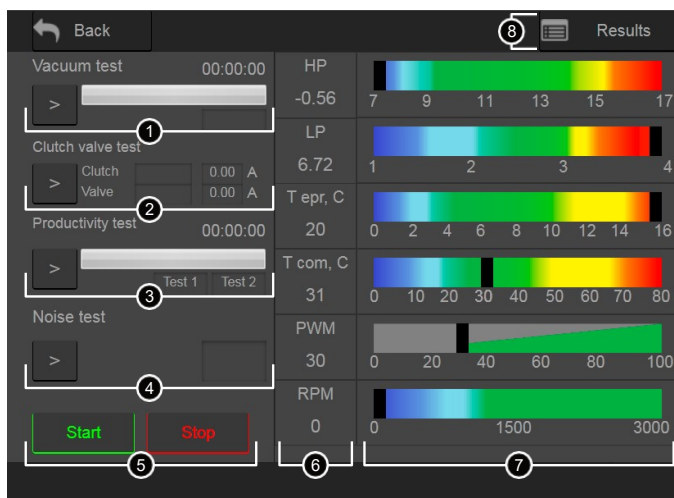 Back
8
Results
Vacuum test 00:00:00
>
1
Clutch valve test
>
Clutch 0.00 A
Valve 0.00 A
2
Productivity test 00:00:00
>
Test 1 Test 2
3
Noise test
>
4
Start Stop
5
HP
-0.56
LP
6.72
T epr, C
20
T com, C
31
PWM
30
RPM
0
6
7 9 11 13 15 17
1 2 3 4
0 2 4 6 8 10 12 14 16
0 10 20 30 40 50 60 70 80
0 20 40 60 80 100
0 1500 3000
7